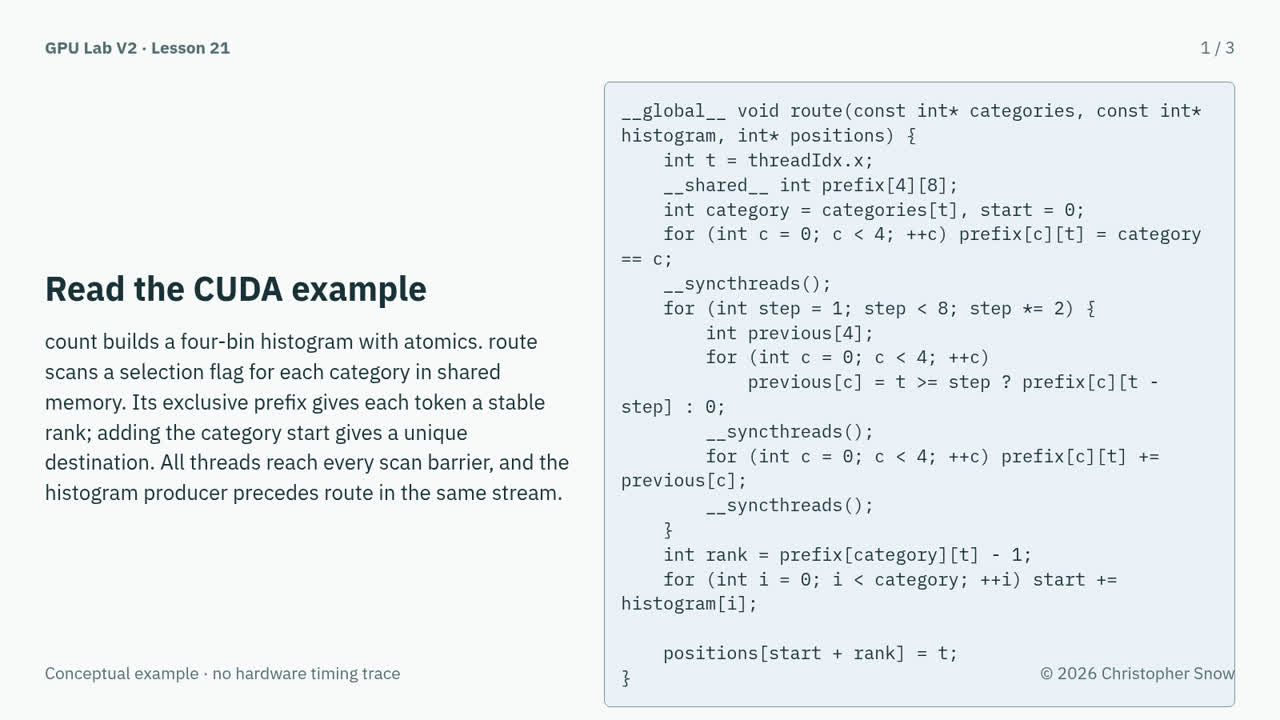 GPU Lab V2 · Lesson 21
1 / 3
Read the CUDA example
count builds a four-bin histogram with atomics. route
scans a selection flag for each category in shared
memory. Its exclusive prefix gives each token a stable
rank; adding the category start gives a unique
destination. All threads reach every scan barrier, and the
histogram producer precedes route in the same stream.
__global__ void route(const int* categories, const int*
histogram, int* positions) {
    int t = threadIdx.x;
    __shared__ int prefix[4][8];
    int category = categories[t], start = 0;
    for (int c = 0; c < 4; ++c) prefix[c][t] = category
== c;
    __syncthreads();
    for (int step = 1; step < 8; step *= 2) {
        int previous[4];
        for (int c = 0; c < 4; ++c)
            previous[c] = t >= step ? prefix[c][t -
step] : 0;
        __syncthreads();
        for (int c = 0; c < 4; ++c) prefix[c][t] +=
previous[c];
        __syncthreads();
    }
    int rank = prefix[category][t] - 1;
    for (int i = 0; i < category; ++i) start +=
histogram[i];
    positions[start + rank] = t;
}
Conceptual example · no hardware timing trace
© 2026 Christopher Snow